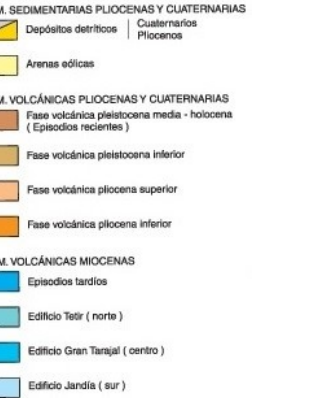 M. SEDIMENTARIAS PLIOCENAS Y CUATERNARIAS
Depósitos detríticos
Cuaternarios
Pliocenos
Arenas eólicas
M. VOLCÁNICAS PLIOCENAS Y CUATERNARIAS
Fase volcánica pleistocena media - holocena
( Episodios recientes )
Fase volcánica pleistocena inferior
Fase volcánica pliocena superior
Fase volcánica pliocena inferior
M. VOLCÁNICAS MIOCENAS
Episodios tardíos
Edificio Tetir ( norte )
Edificio Gran Tarajal ( centro )
Edificio Jandía ( sur )